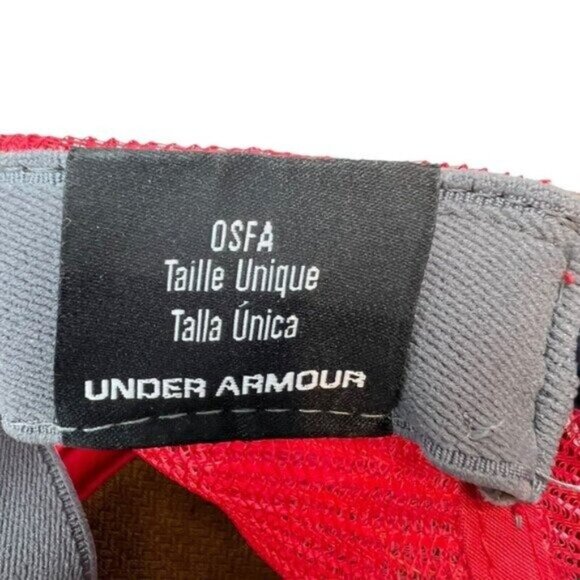 OSFA
Taille Unique
Talla Única
UNDER ARMOUR